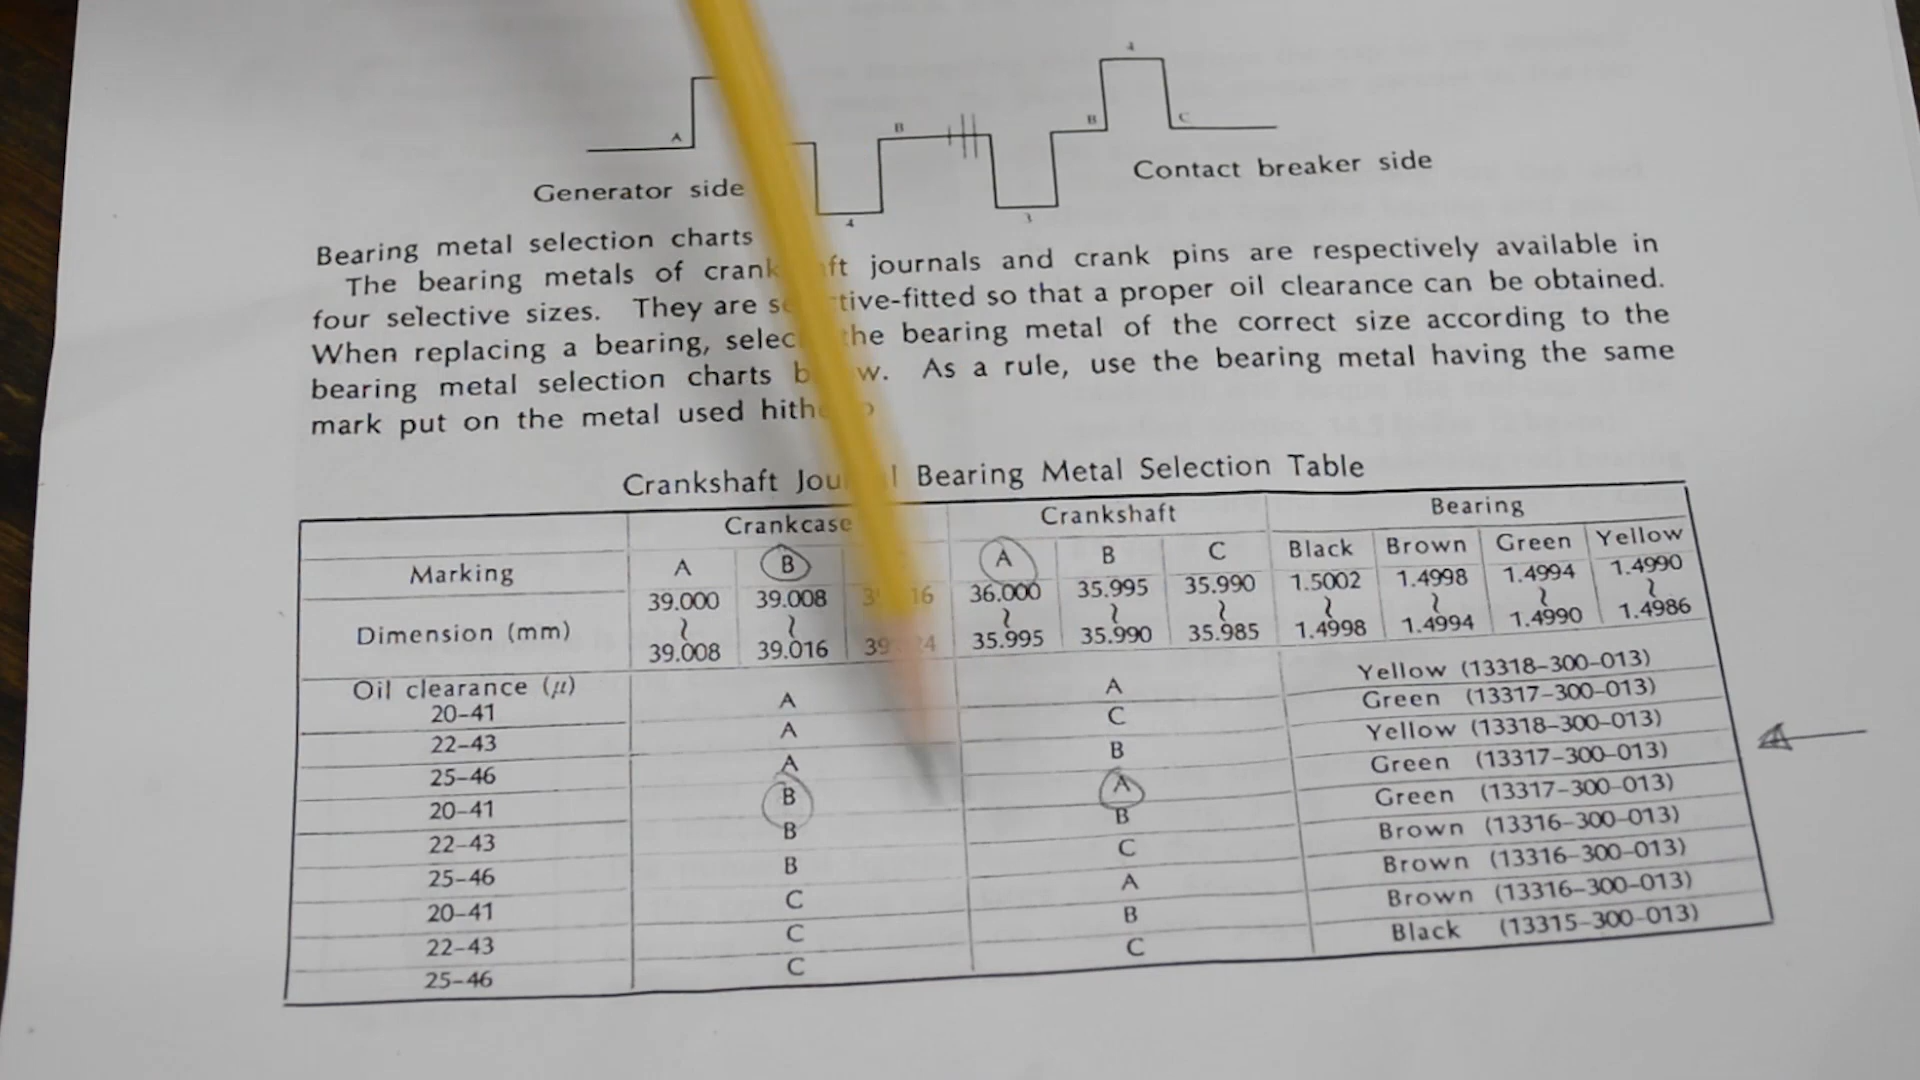 4
A
B
B
C
Generator side
Contact breaker side
4
3
Bearing metal selection charts
The bearing metals of journals and crank pins are respectively available in
four selective sizes. They are so that a proper oil clearance can be obtained.
When replacing a bearing, the bearing metal of the correct size according to the
bearing metal selection charts As a rule, use the bearing metal having the same
mark put on the metal used
Crankshaft Bearing Metal Selection Table
Crankcase Crankshaft Bearing
Marking A B A B C Black Brown Green Yellow
Dimension (mm) 39.000 39.008 36.000 35.995 35.990 1.5002 1.4998 1.4994 1.4990
≀ ≀ ≀ ≀ ≀ ≀ ≀ ≀ ≀
39.008 39.016 35.995 35.990 35.985 1.4998 1.4994 1.4990 1.4986
Oil clearance (μ)
20–41 A A Yellow (13318–300–013)
22–43 A C Green (13317–300–013)
25–46 A B Yellow (13318–300–013)
20–41 B A Green (13317–300–013)
22–43 B B Green (13317–300–013)
25–46 B C Brown (13316–300–013)
20–41 C A Brown (13316–300–013)
22–43 C B Brown (13316–300–013)
25–46 C C Black (13315–300–013)